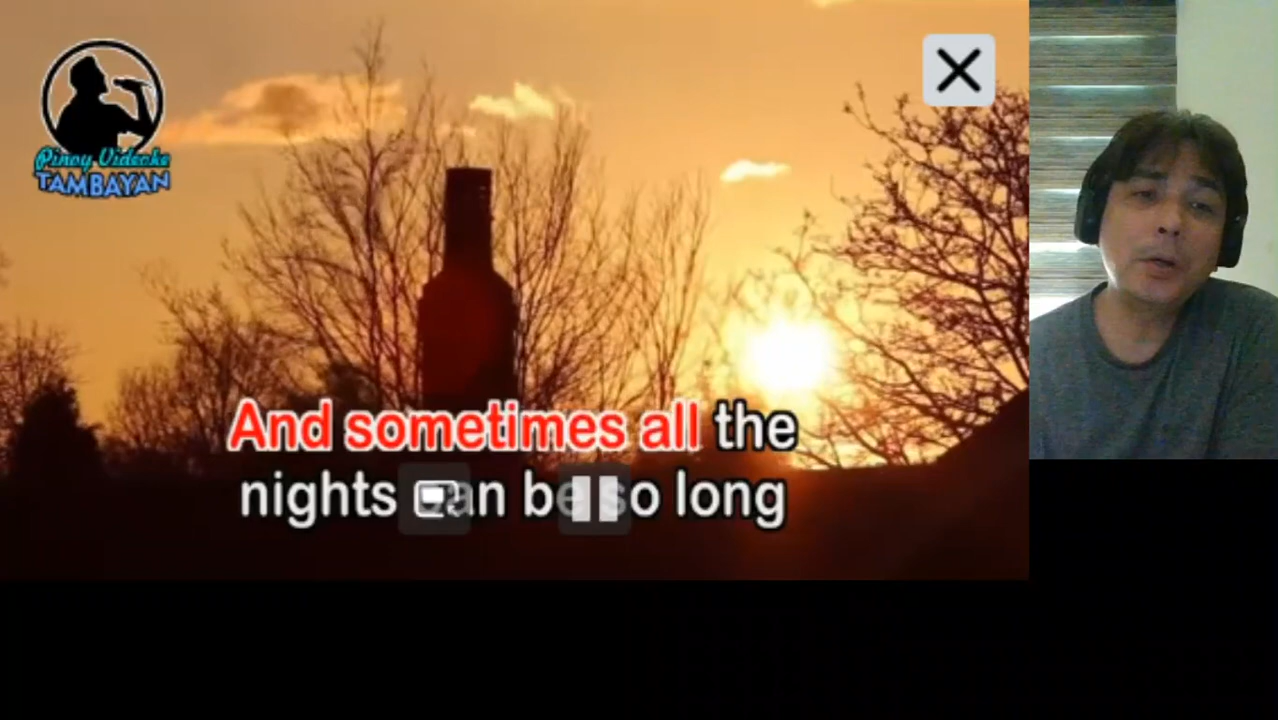 Pinoy Videoke
TAMBAYAN
And sometimes all the
nights can be so long